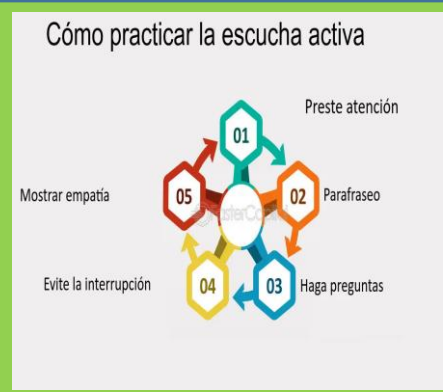 Cómo practicar la escucha activa
01
Preste atención
02
Parafraseo
03
Haga preguntas
04
Evite la interrupción
05
Mostrar empatía